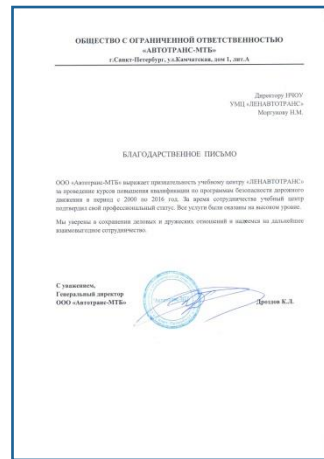 ОБЩЕСТВО С ОГРАНИЧЕННОЙ ОТВЕТСТВЕННОСТЬЮ
«АВТОТРАНС-МТБ»
г.Санкт-Петербург, ул.Камчатская, дом 1, лит.А
Директору НЧОУ
УМЦ «ЛЕНАВТОТРАНС»
Моргунову Н.М.
БЛАГОДАРСТВЕННОЕ ПИСЬМО
ООО «Автотранс-МТБ» выражает признательность учебному центру «ЛЕНАВТОТРАНС»
за проведение курсов повышения квалификации по программам безопасности дорожного
движения в период с 2000 по 2016 год. За время сотрудничества учебный центр
подтвердил свой профессиональный статус. Все услуги были оказаны на высоком уровне.
Мы уверены в сохранении деловых и дружеских отношений и надеемся на дальнейшее
взаимовыгодное сотрудничество.
С уважением,
Генеральный директор
ООО «Автотранс-МТБ»
Дроздов К.Л.